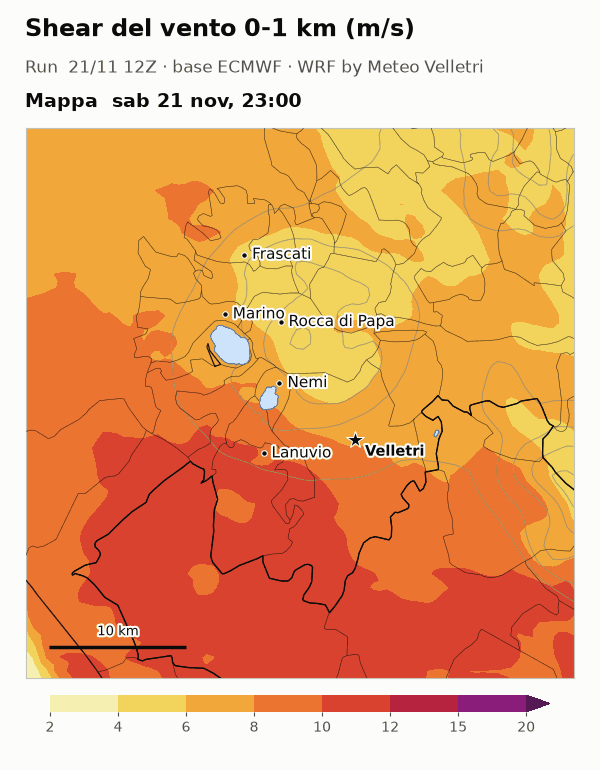 Shear del vento 0-1 km (m/s)
Run  21/11 12Z · base ECMWF · WRF by Meteo Velletri
Mappa  sab 21 nov, 23:00
Frascati
Marino
Rocca di Papa
Nemi
Velletri
Lanuvio
10 km
2 4 6 8 10 12 15 20